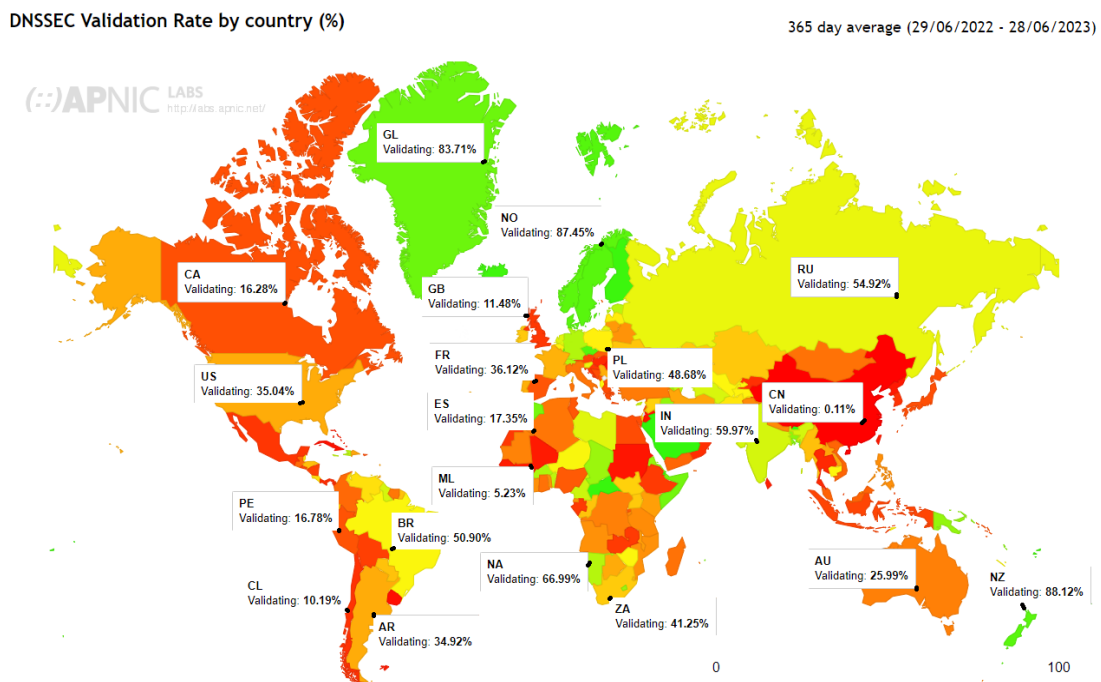 DNSSEC Validation Rate by country (%)
365 day average (29/06/2022 - 28/06/2023)
(::)APNIC LABS
http://labs.apnic.net/
GL
Validating: 83.71%
NO
Validating: 87.45%
CA
Validating: 16.28%
GB
Validating: 11.48%
RU
Validating: 54.92%
FR
Validating: 36.12%
PL
Validating: 48.68%
US
Validating: 35.04%
CN
Validating: 0.11%
ES
Validating: 17.35%
IN
Validating: 59.97%
ML
Validating: 5.23%
PE
Validating: 16.78%
BR
Validating: 50.90%
NA
Validating: 66.99%
AU
Validating: 25.99%
NZ
Validating: 88.12%
CL
Validating: 10.19%
ZA
Validating: 41.25%
AR
Validating: 34.92%
0 100